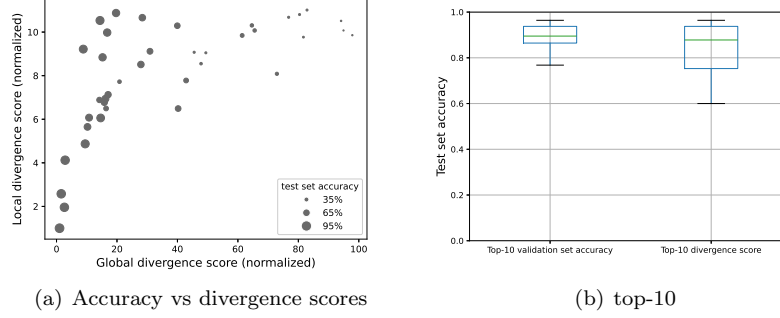 Local divergence score (normalized)
10
8
6
4
2
0
20
40
60
80
100
Global divergence score (normalized)
test set accuracy
35%
65%
95%
(a) Accuracy vs divergence scores
Test set accuracy
1.0
0.8
0.6
0.4
0.2
0.0
Top-10 validation set accuracy
Top-10 divergence score
(b) top-10